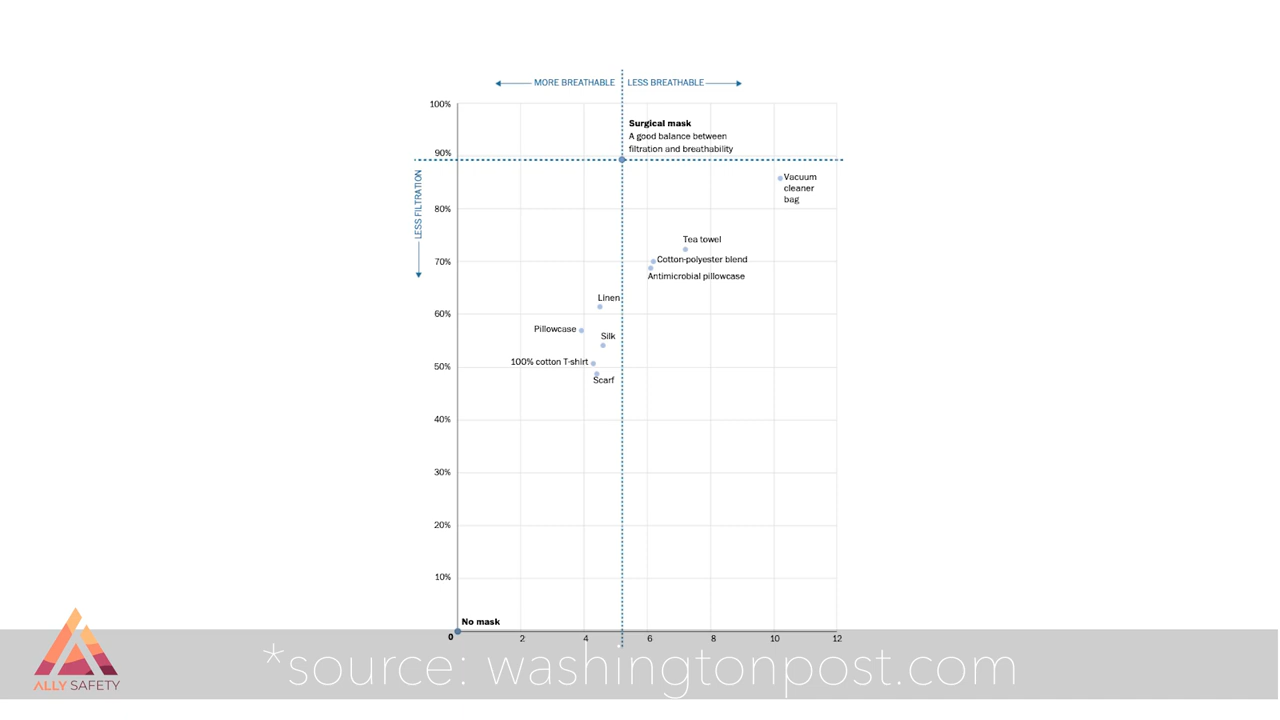 MORE BREATHABLE
LESS BREATHABLE
100%
Surgical mask
A good balance between
filtration and breathability
90%
LESS FILTRATION
Vacuum
cleaner
bag
80%
Tea towel
Cotton-polyester blend
70%
Antimicrobial pillowcase
Linen
60%
Pillowcase
Silk
100% cotton T-shirt
50%
Scarf
40%
30%
20%
10%
No mask
0 2 4 6 8 10 12
*source: washingtonpost.com
ALLY SAFETY